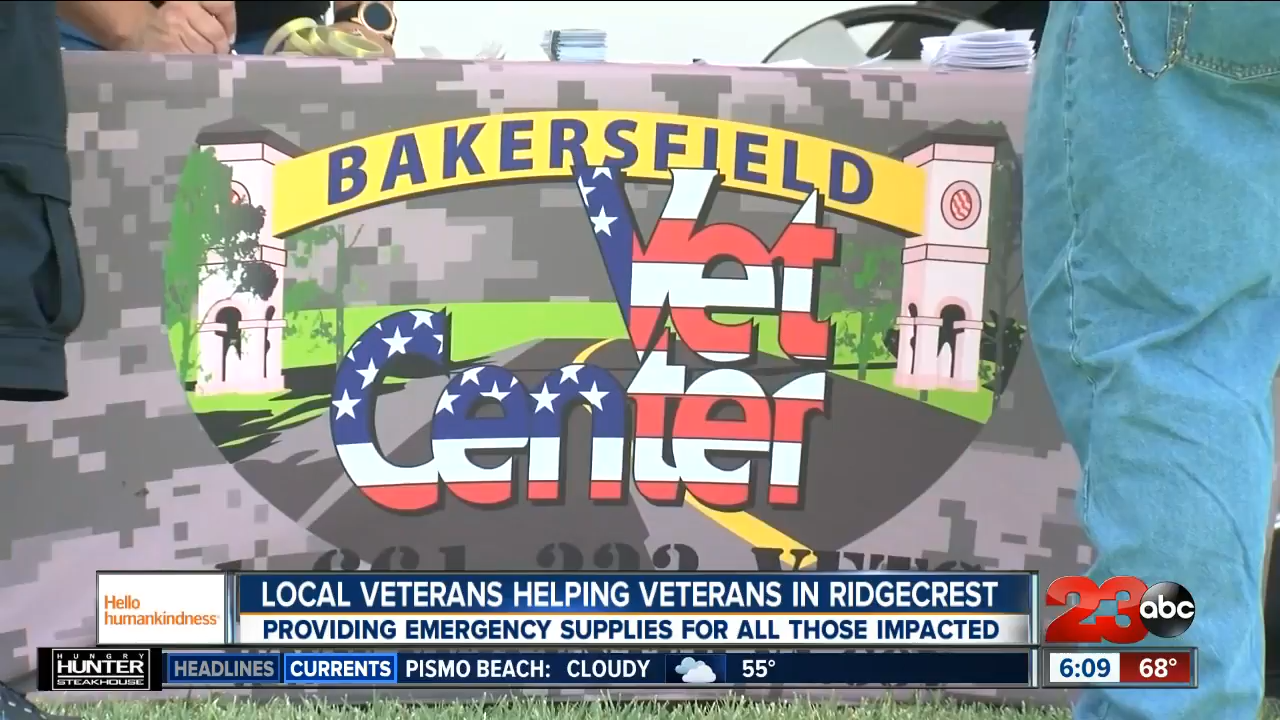 BAKERSFIELD
Vet
Center
Hello
humankindness
LOCAL VETERANS HELPING VETERANS IN RIDGECREST
PROVIDING EMERGENCY SUPPLIES FOR ALL THOSE IMPACTED
23 abc
HUNGRY
HUNTER
STEAKHOUSE
HEADLINES CURRENTS PISMO BEACH: CLOUDY 55°
6:09 68°